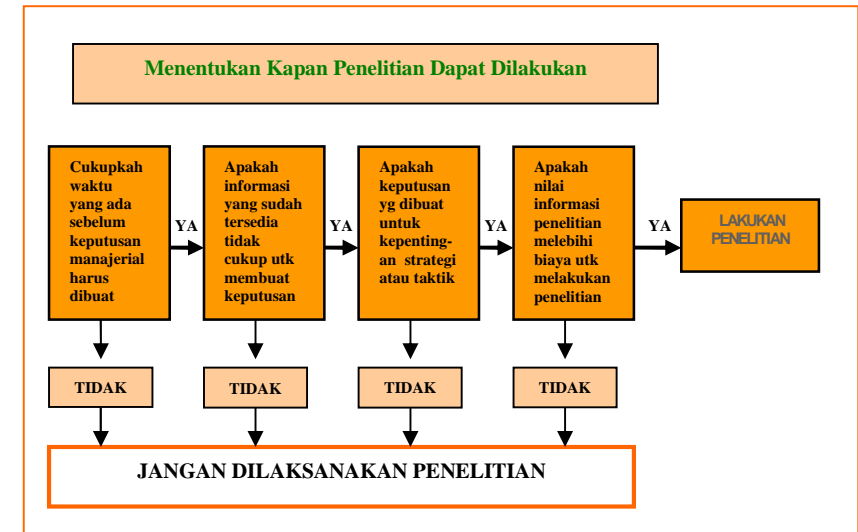 Menentukan Kapan Penelitian Dapat Dilakukan
Cukupkah
waktu
yang ada
sebelum
keputusan
manajerial
harus
dibuat
YA
Apakah
informasi
yang sudah
tersedia
tidak
cukup utk
membuat
keputusan
YA
Apakah
keputusan
yg dibuat
untuk
kepenting-
an strategi
atau taktik
YA
Apakah
nilai
informasi
penelitian
melebihi
biaya utk
melakukan
penelitian
YA
LAKUKAN
PENELITIAN
TIDAK
TIDAK
TIDAK
TIDAK
JANGAN DILAKSANAKAN PENELITIAN